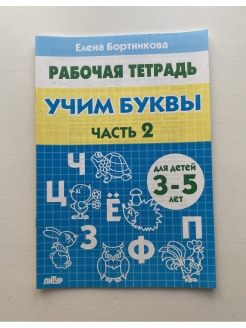 Елена Бортникова
РАБОЧАЯ ТЕТРАДЬ
УЧИМ БУКВЫ
ЧАСТЬ 2
для детей
3-5
лет
Ч
Ц
Ё
З
Ф
П
ЛИТУР